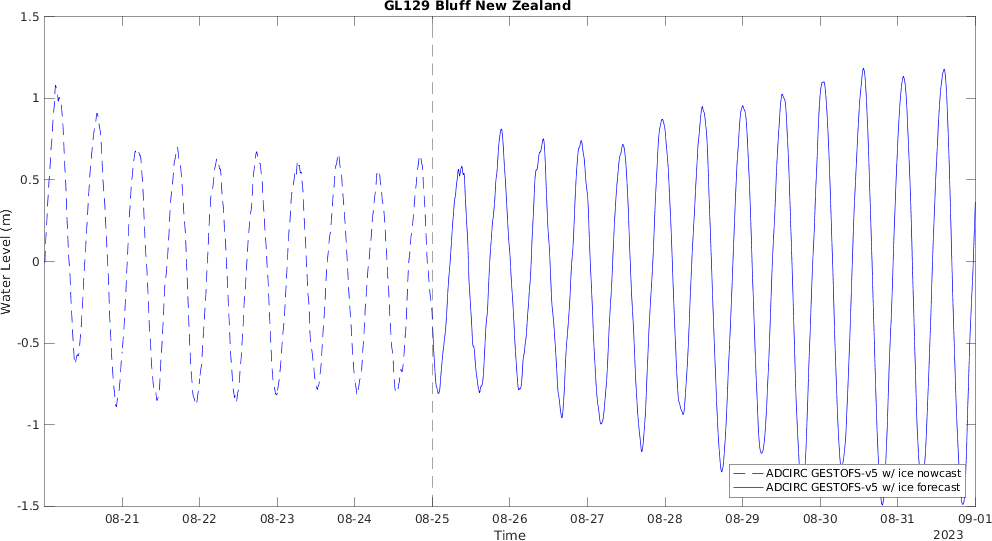 GL129 Bluff New Zealand
1.5
1
0.5
0
-0.5
-1
-1.5
Water Level (m)
ADCIRC GESTOFS-v5 w/ ice nowcast
ADCIRC GESTOFS-v5 w/ ice forecast
08-21 08-22 08-23 08-24 08-25 08-26 08-27 08-28 08-29 08-30 08-31 09-01
Time
2023